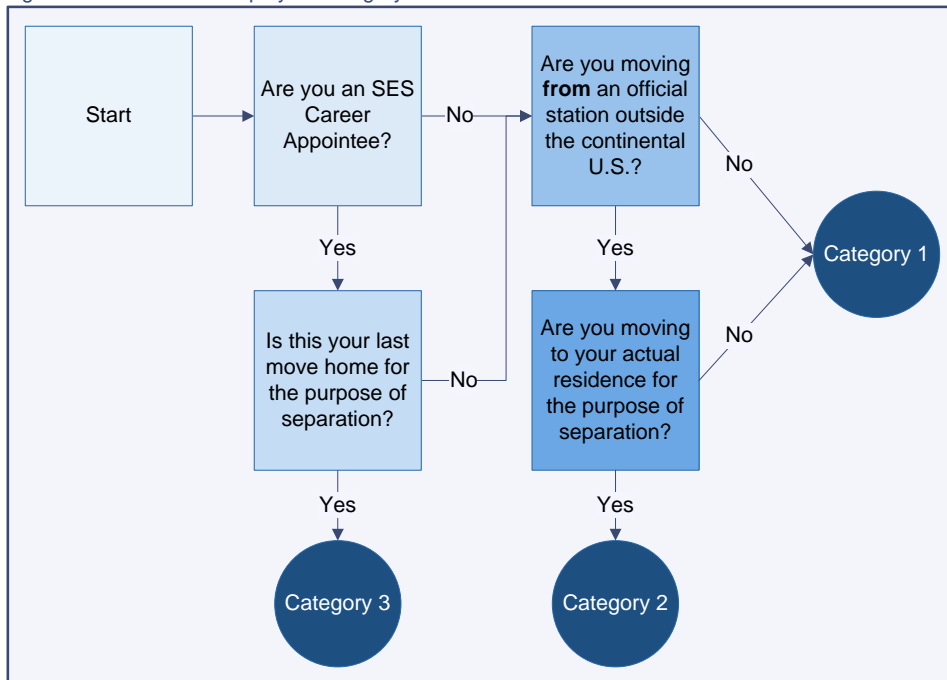 Start
Are you an SES
Career
Appointee?
No
Are you moving
from an official
station outside
the continental
U.S.?
No
Yes
Yes
Category 1
Is this your last
move home for
the purpose of
separation?
No
Are you moving
to your actual
residence for
the purpose of
separation?
No
Yes
Yes
Category 3
Category 2